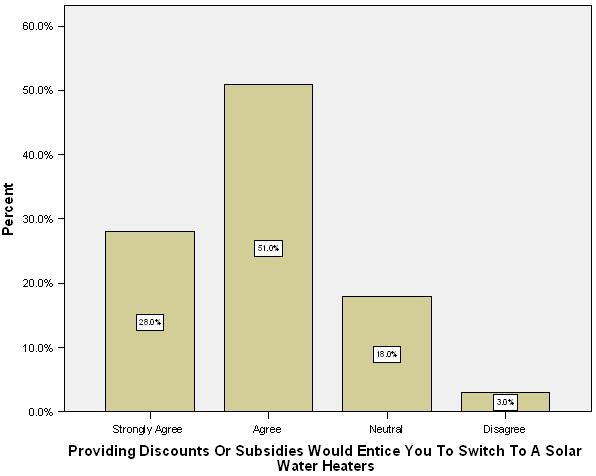 60.0%
50.0%
40.0%
30.0%
20.0%
10.0%
0.0%
Percent
28.0%
51.0%
18.0%
3.0%
Strongly Agree
Agree
Neutral
Disagree
Providing Discounts Or Subsidies Would Entice You To Switch To A Solar
Water Heaters